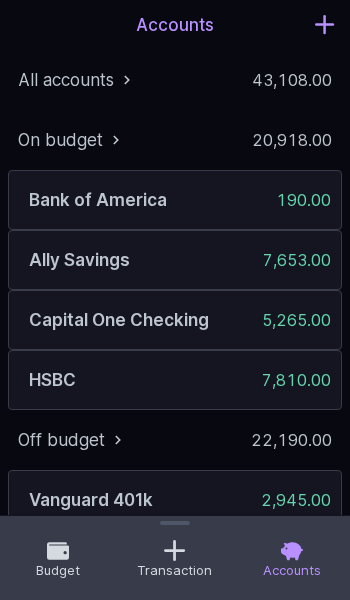 Accounts
All accounts 43,108.00
On budget 20,918.00
Bank of America 190.00
Ally Savings 7,653.00
Capital One Checking 5,265.00
HSBC 7,810.00
Off budget 22,190.00
Vanguard 401k 2,945.00
Budget Transaction Accounts